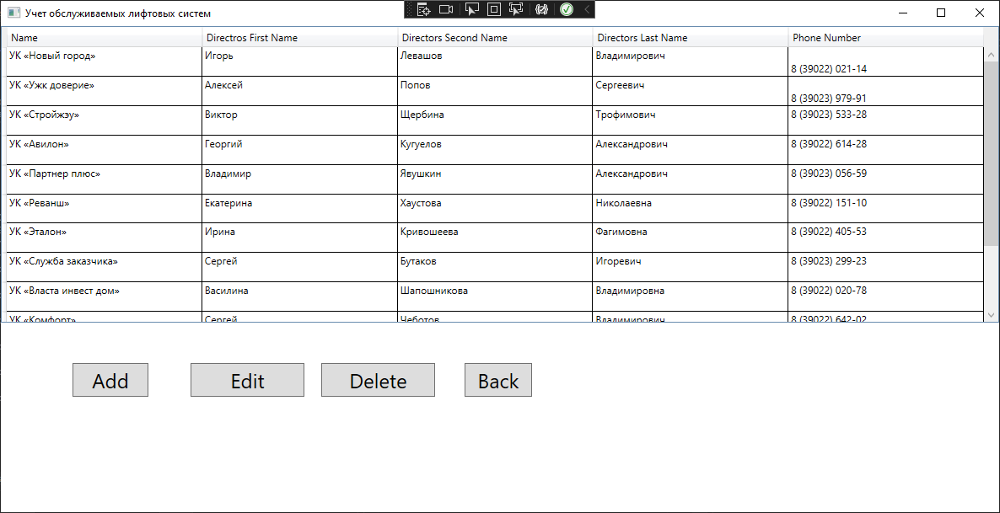 Учет обслуживаемых лифтовых систем
Name Directros First Name Directors Second Name Directors Last Name Phone Number
УК «Новый город» Игорь Левашов Владимирович 8 (39022) 021-14
УК «Ужк доверие» Алексей Попов Сергеевич 8 (39023) 979-91
УК «Стройжэу» Виктор Щербина Трофимович 8 (39023) 533-28
УК «Авилон» Георгий Кугуелов Александрович 8 (39022) 614-28
УК «Партнер плюс» Владимир Явушкин Александрович 8 (39023) 056-59
УК «Реванш» Екатерина Хаустова Николаевна 8 (39022) 151-10
УК «Эталон» Ирина Кривошеева Фагимовна 8 (39022) 405-53
УК «Служба заказчика» Сергей Бутаков Игоревич 8 (39023) 299-23
УК «Власта инвест дом» Василина Шапошникова Владимировна 8 (39022) 020-78
УК «Комфорт» Сергей Чеботов Владимирович 8 (39022) 642-02
Add Edit Delete Back